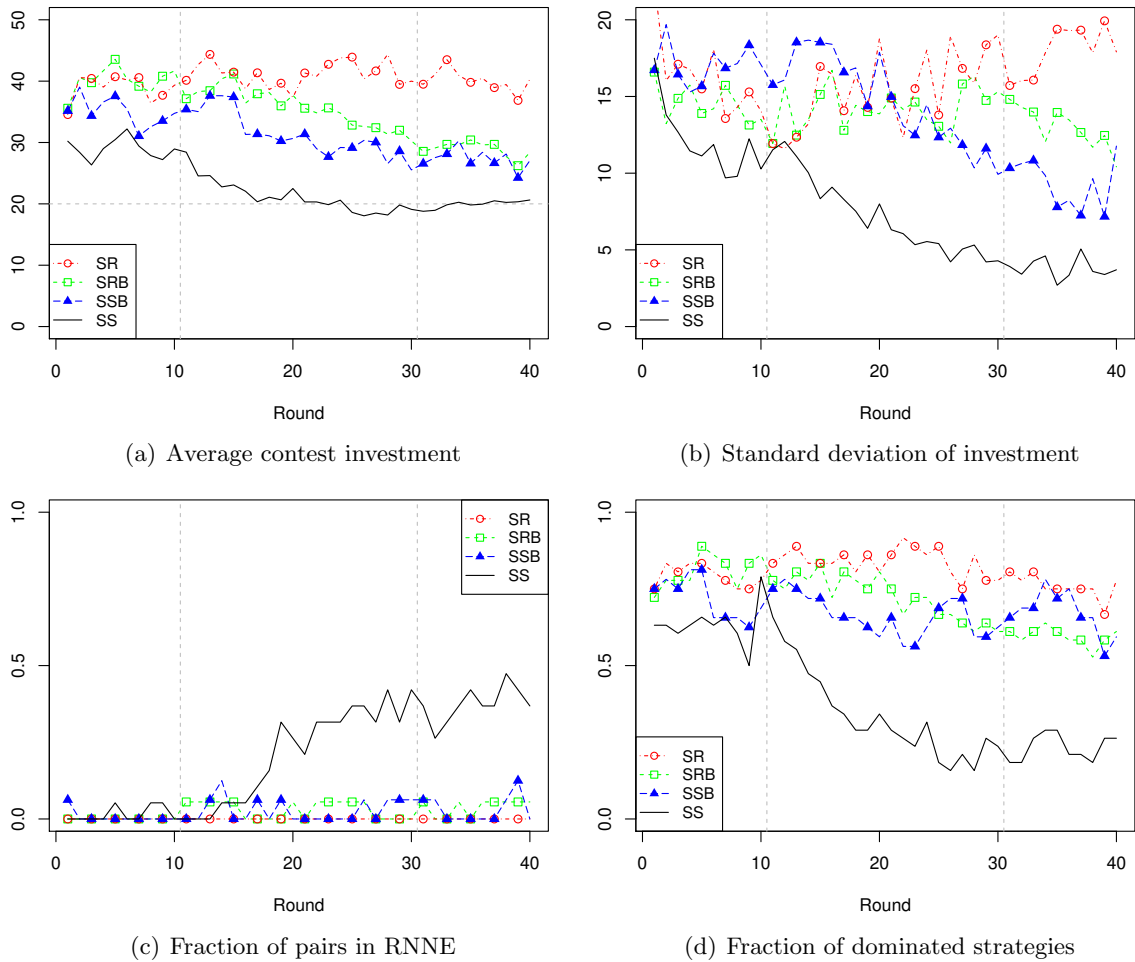 50
40
30
20
10
0
SR
SRB
SSB
SS
0 10 20 30 40
Round
(a) Average contest investment
20
15
10
5
0
SR
SRB
SSB
SS
0 10 20 30 40
Round
(b) Standard deviation of investment
1.0
0.5
0.0
SR
SRB
SSB
SS
0 10 20 30 40
Round
(c) Fraction of pairs in RNNE
1.0
0.5
0.0
SR
SRB
SSB
SS
0 10 20 30 40
Round
(d) Fraction of dominated strategies